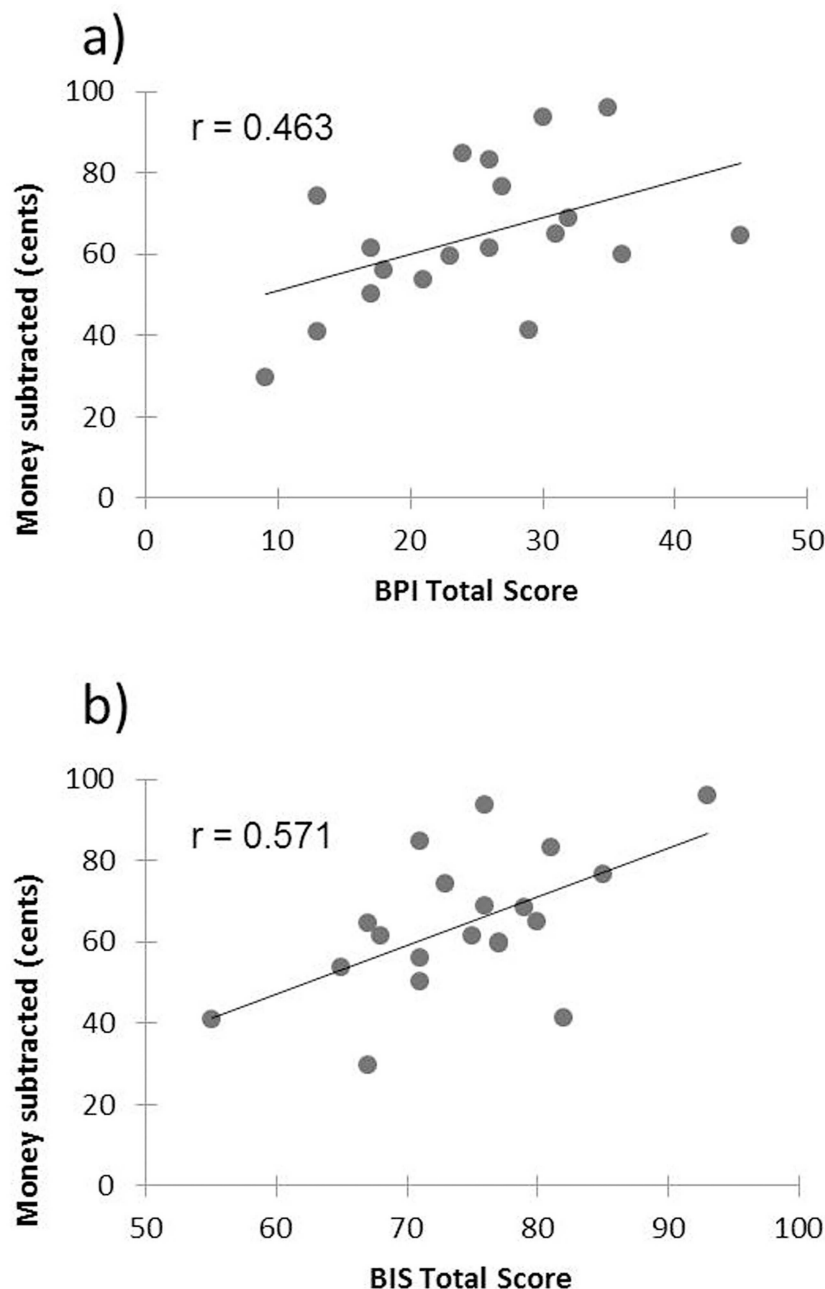 a)
Money subtracted (cents)
100
80
60
40
20
0
r = 0.463
0 10 20 30 40 50
BPI Total Score
b)
Money subtracted (cents)
100
80
60
40
20
0
r = 0.571
50 60 70 80 90 100
BIS Total Score